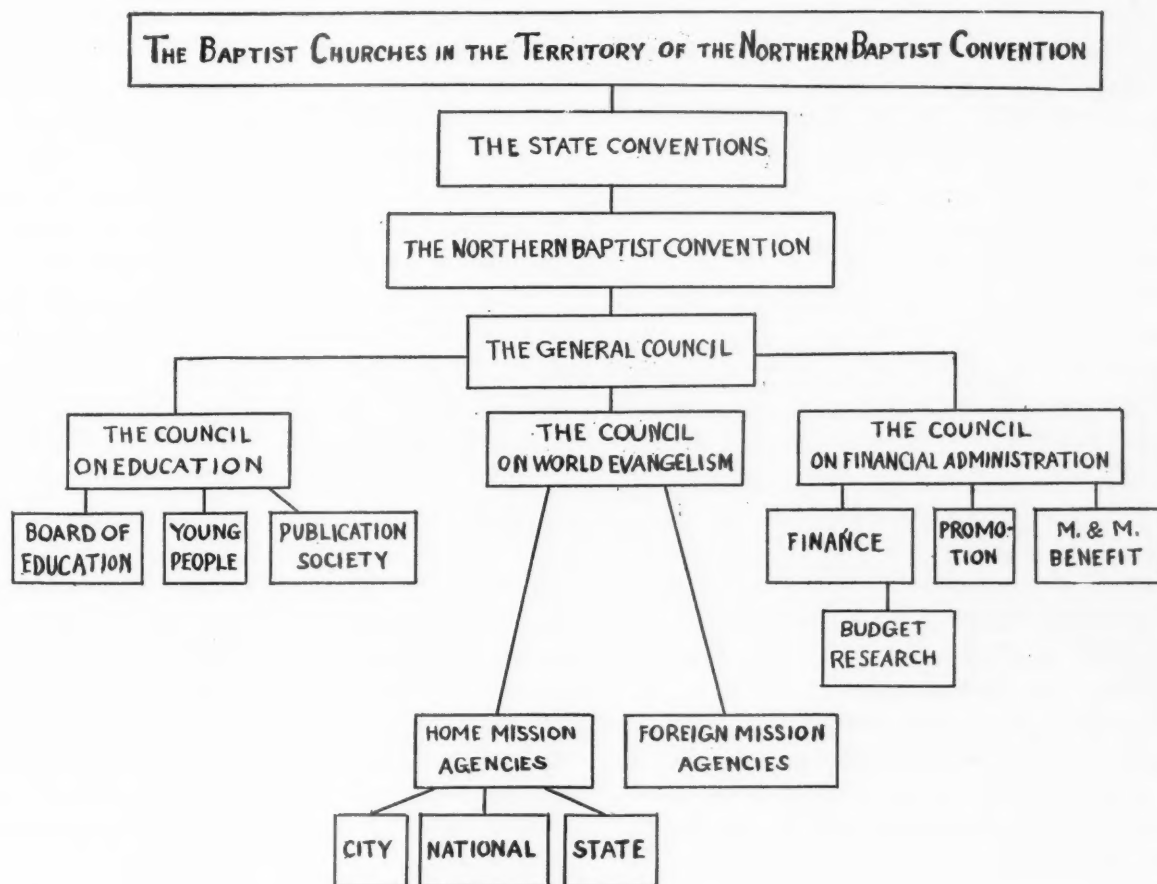 THE BAPTIST CHURCHES IN THE TERRITORY OF THE NORTHERN BAPTIST CONVENTION
THE STATE CONVENTIONS
THE NORTHERN BAPTIST CONVENTION
THE GENERAL COUNCIL
THE COUNCIL
ON EDUCATION
THE COUNCIL
ON WORLD EVANGELISM
THE COUNCIL
ON FINANCIAL ADMINISTRATION
BOARD OF
EDUCATION
YOUNG
PEOPLE
PUBLICATION
SOCIETY
FINANCE
PROMO-
TION
M. & M.
BENEFIT
BUDGET
RESEARCH
HOME MISSION
AGENCIES
FOREIGN MISSION
AGENCIES
CITY
NATIONAL
STATE